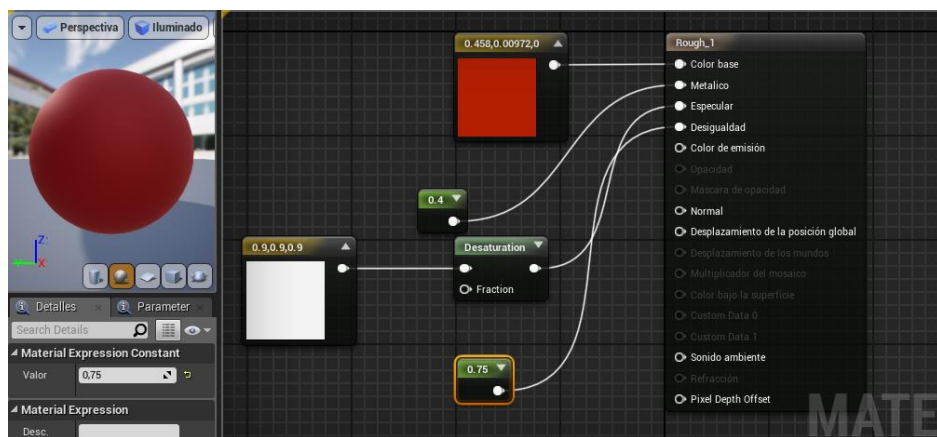 Perspectiva
Iluminado
Z
X
Detalles
Parameter
Search Details
Material Expression Constant
Valor
0,75
Material Expression
Desc.
0.458,0.00972,0
0.4
0.9,0.9,0.9
Desaturation
Fraction
0.75
Rough_1
Color base
Metalico
Especular
Desigualdad
Color de emisión
Opacidad
Máscara de opacidad
Normal
Desplazamiento de la posición global
Desplazamiento de los mundos
Multiplicador del mosaico
Color bajo la superficie
Custom Data 0
Custom Data 1
Sonido ambiente
Refracción
Pixel Depth Offset
MATE